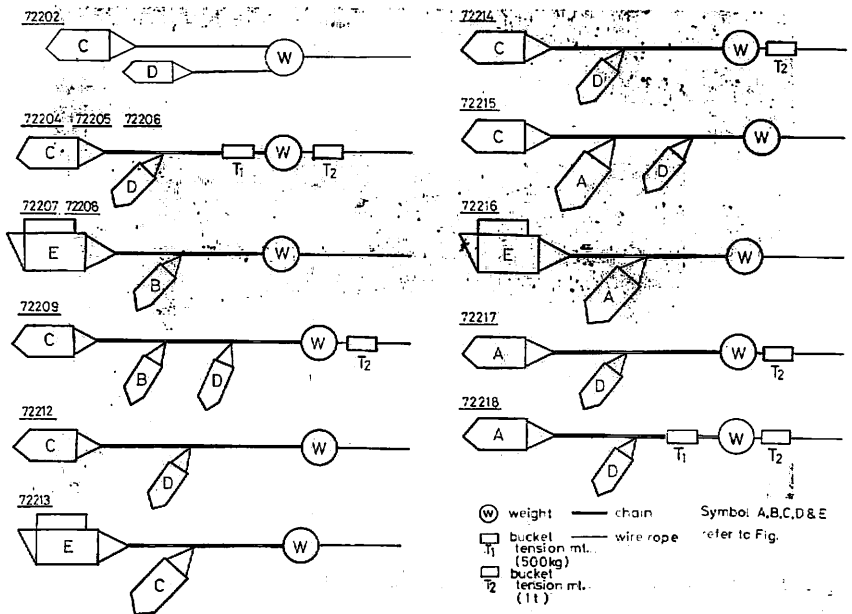 72202
C
D
W
72204 72205 72206
C
D
T1
W
T2
72207 72208
E
B
W
72209
C
B
D
W
T2
72212
C
D
W
72213
E
C
W
72214
C
D
W
T2
72215
C
A
D
W
72216
E
A
W
72217
A
D
W
T2
72218
A
D
T1
W
T2
W weight
chain
Symbol A,B,C,D&E
T1 bucket
tension mt..
(500kg)
wire rope
refer to Fig.
T2 bucket
tension mt..
(1t)